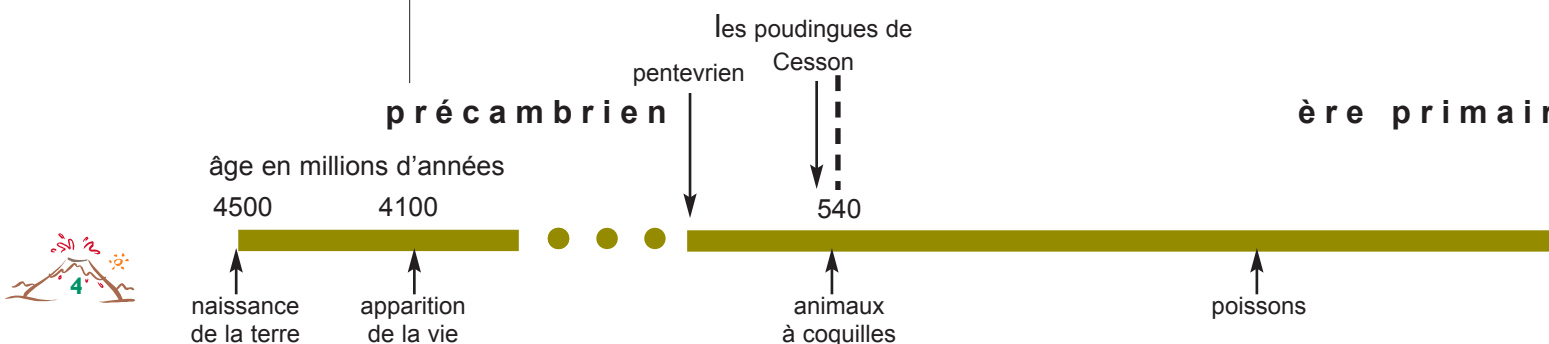 les poudingues de
Cesson
pentevrien
précambrien
ère primair
âge en millions d'années
4500
4100
540
4
naissance
de la terre
apparition
de la vie
animaux
à coquilles
poissons